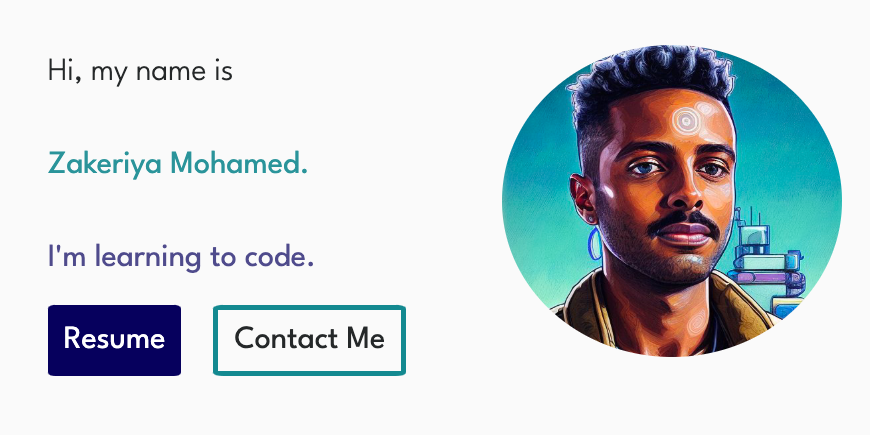 Hi, my name is
Zakeriya Mohamed.
I'm learning to code.
Resume
Contact Me